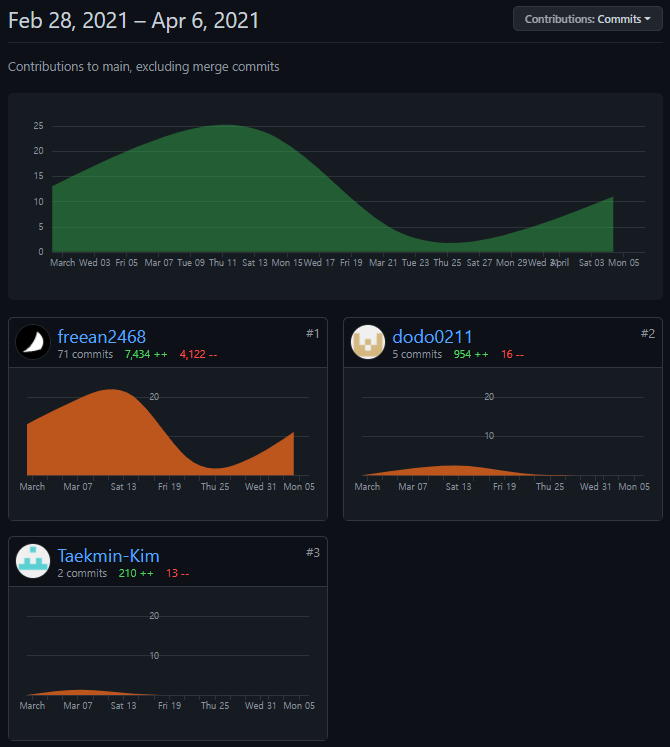 Feb 28, 2021 – Apr 6, 2021
Contributions: Commits
Contributions to main, excluding merge commits
25
20
15
10
5
0
March Wed 03 Fri 05 Mar 07 Tue 09 Thu 11 Sat 13 Mon 15 Wed 17 Fri 19 Mar 21 Tue 23 Thu 25 Sat 27 Mon 29 Wed 31 April Sat 03 Mon 05
freean2468 #1
71 commits 7,434 ++ 4,122 --
20
March Mar 07 Sat 13 Fri 19 Thu 25 Wed 31 Mon 05
dodo0211 #2
5 commits 954 ++ 16 --
20
10
March Mar 07 Sat 13 Fri 19 Thu 25 Wed 31 Mon 05
Taekmin-Kim #3
2 commits 210 ++ 13 --
20
10
March Mar 07 Sat 13 Fri 19 Thu 25 Wed 31 Mon 05